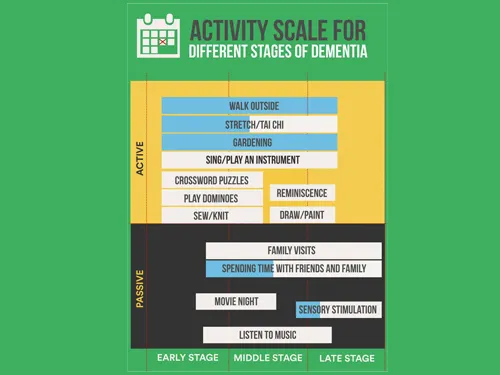 ACTIVITY SCALE FOR
DIFFERENT STAGES OF DEMENTIA
ACTIVE
WALK OUTSIDE
STRETCH/TAI CHI
GARDENING
SING/PLAY AN INSTRUMENT
CROSSWORD PUZZLES
PLAY DOMINOES
SEW/KNIT
REMINISCENCE
DRAW/PAINT
PASSIVE
FAMILY VISITS
SPENDING TIME WITH FRIENDS AND FAMILY
MOVIE NIGHT
SENSORY STIMULATION
LISTEN TO MUSIC
EARLY STAGE
MIDDLE STAGE
LATE STAGE